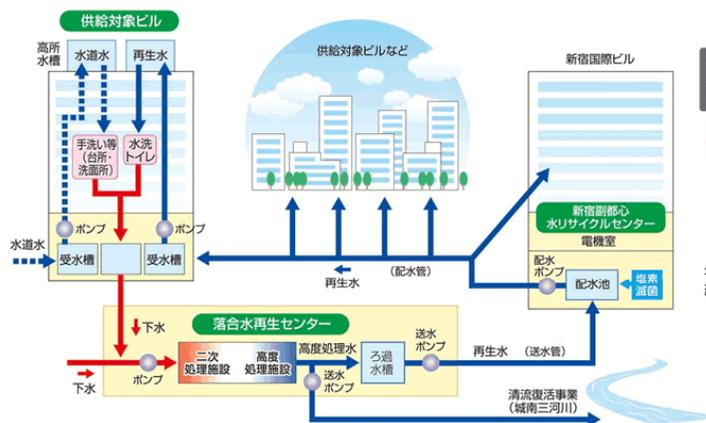 供給対象ビル
高所
水槽
水道水
再生水
手洗い等
（台所・
洗面所）
水洗
トイレ
ポンプ
ポンプ
水道水
受水槽
受水槽
供給対象ビルなど
再生水
（配水管）
新宿国際ビル
新宿副都心
水リサイクルセンター
電機室
配水
ポンプ
配水池
塩素
滅菌
下水
落合水再生センター
下水
ポンプ
二次
処理施設
高度
処理施設
高度処理水
送水
ポンプ
ろ過
水槽
送水
ポンプ
再生水
（送水管）
清流復活事業
（城南三河川）